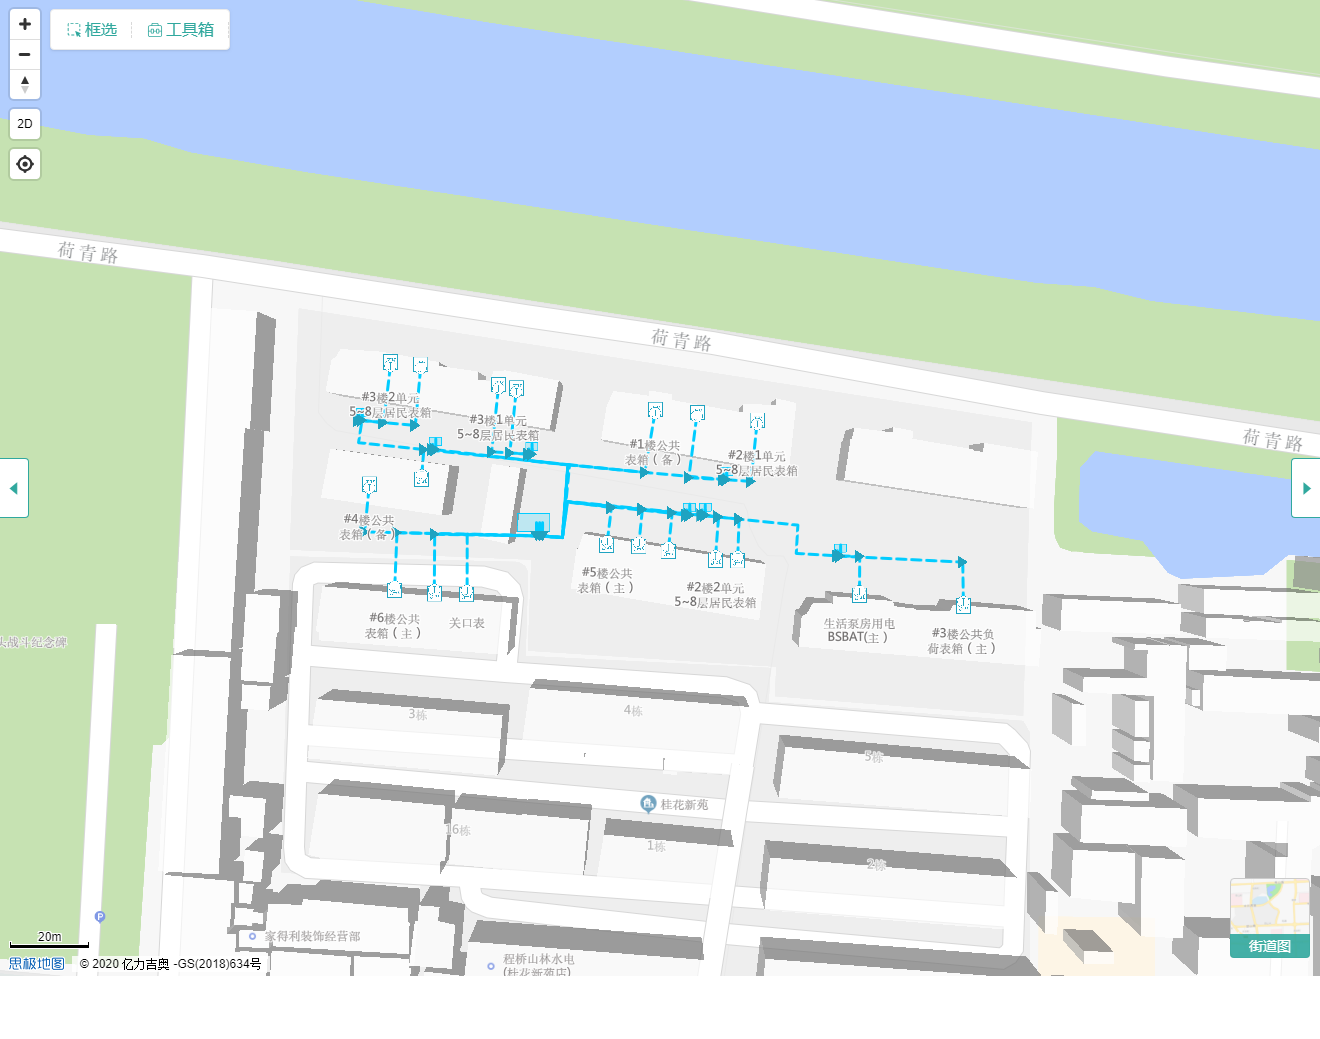 框选
工具箱
2D
荷青路
荷青路
荷青路
#3楼2单元
5~8层居民表箱
#3楼1单元
5~8层居民表箱
#1楼公共
表箱（备）
#2楼1单元
5~8层居民表箱
#4楼公共
表箱（备）
#5楼公共
表箱（主）
#2楼2单元
5~8层居民表箱
#6楼公共
表箱（主）
关口表
生活泵房用电
BSBAT(主）
#3楼公共负
荷表箱（主）
头战斗纪念碑
3栋
4栋
5栋
桂花新苑
16栋
1栋
2栋
P
家得利装饰经营部
程桥山林水电
(桂花新苑店)
20m
思极地图
© 2020 亿力吉奥 -GS(2018)634号
街道图